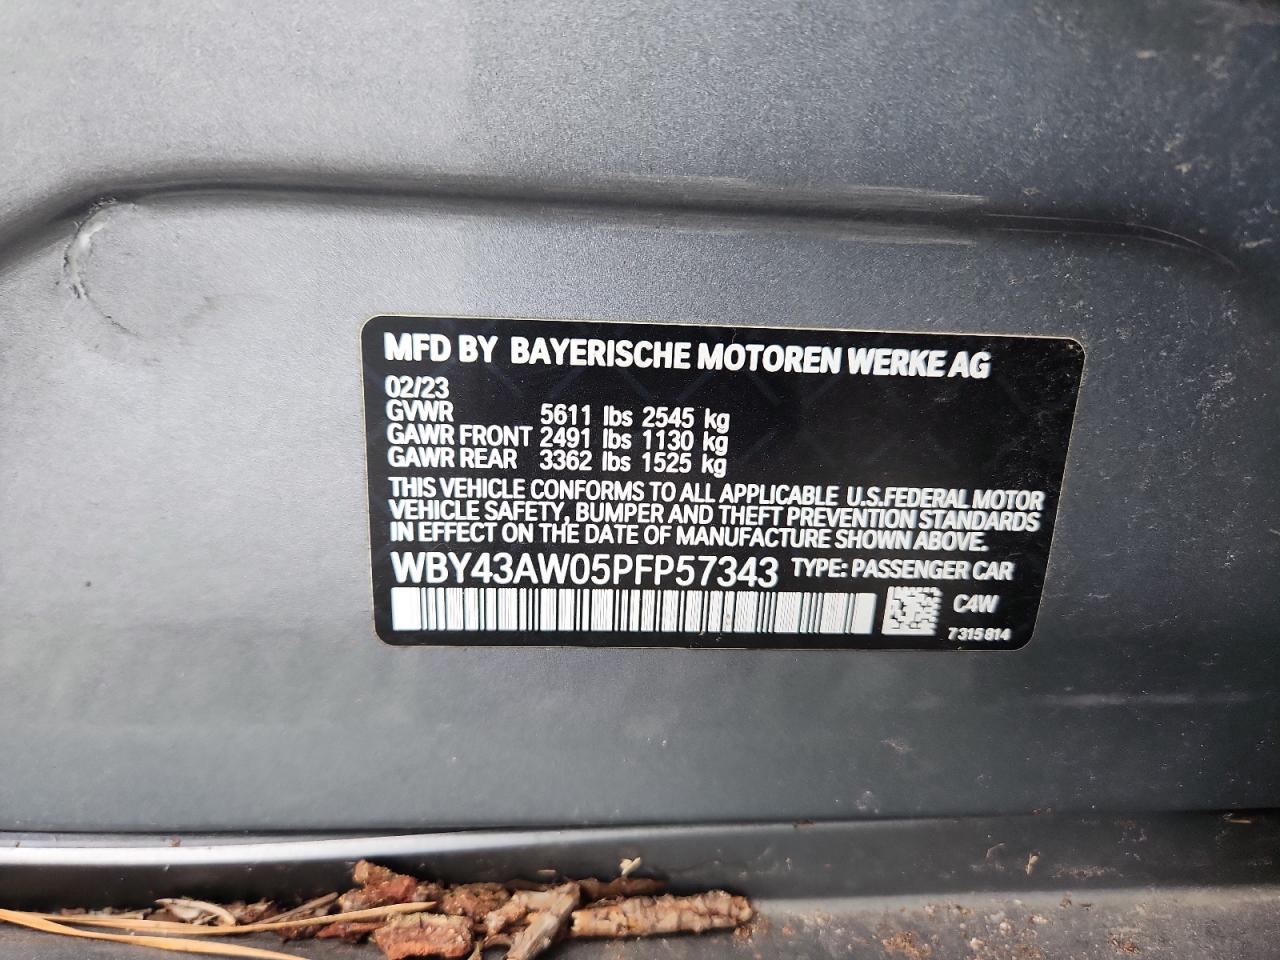 MFD BY BAYERISCHE MOTOREN WERKE AG
02/23
GVWR 5611 lbs 2545 kg
GAWR FRONT 2491 lbs 1130 kg
GAWR REAR 3362 lbs 1525 kg
THIS VEHICLE CONFORMS TO ALL APPLICABLE U.S.FEDERAL MOTOR
VEHICLE SAFETY, BUMPER AND THEFT PREVENTION STANDARDS
IN EFFECT ON THE DATE OF MANUFACTURE SHOWN ABOVE.
WBY43AW05PFP57343 TYPE: PASSENGER CAR
C4W
7315814